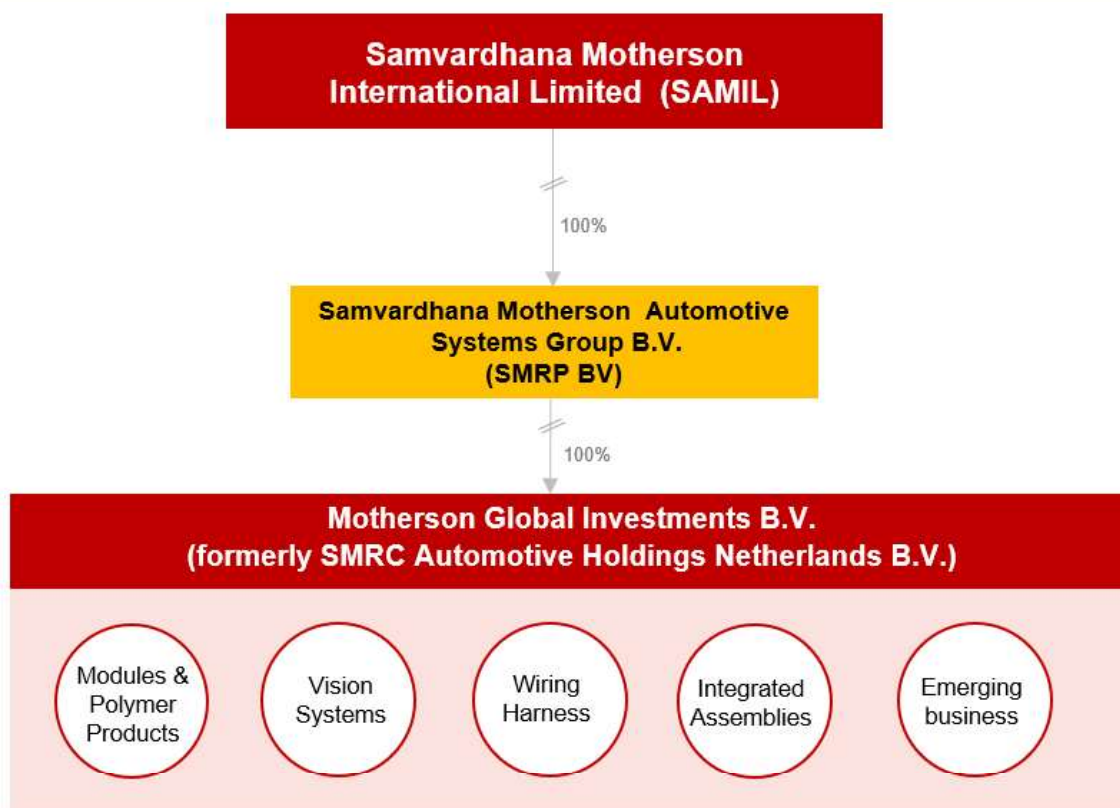 Samvardhana Motherson
International Limited (SAMIL)
100%
Samvardhana Motherson Automotive
Systems Group B.V.
(SMRP BV)
100%
Motherson Global Investments B.V.
(formerly SMRC Automotive Holdings Netherlands B.V.)
Modules &
Polymer
Products
Vision
Systems
Wiring
Harness
Integrated
Assemblies
Emerging
business